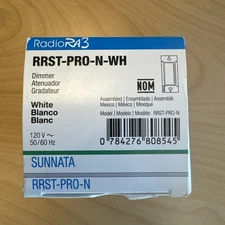 RadioRA3
RRST-PRO-N-WH
Dimmer
Atenuador
Gradateur
NOM
White
Blanco
Blanc
Assembled | Ensamblado | Assemblé
Mexico / México / Mexique
Model | Modelo | Modèle: RRST-PRO-N
120 V ~
50/60 Hz
0 784276 808545
SUNNATA
RRST-PRO-N